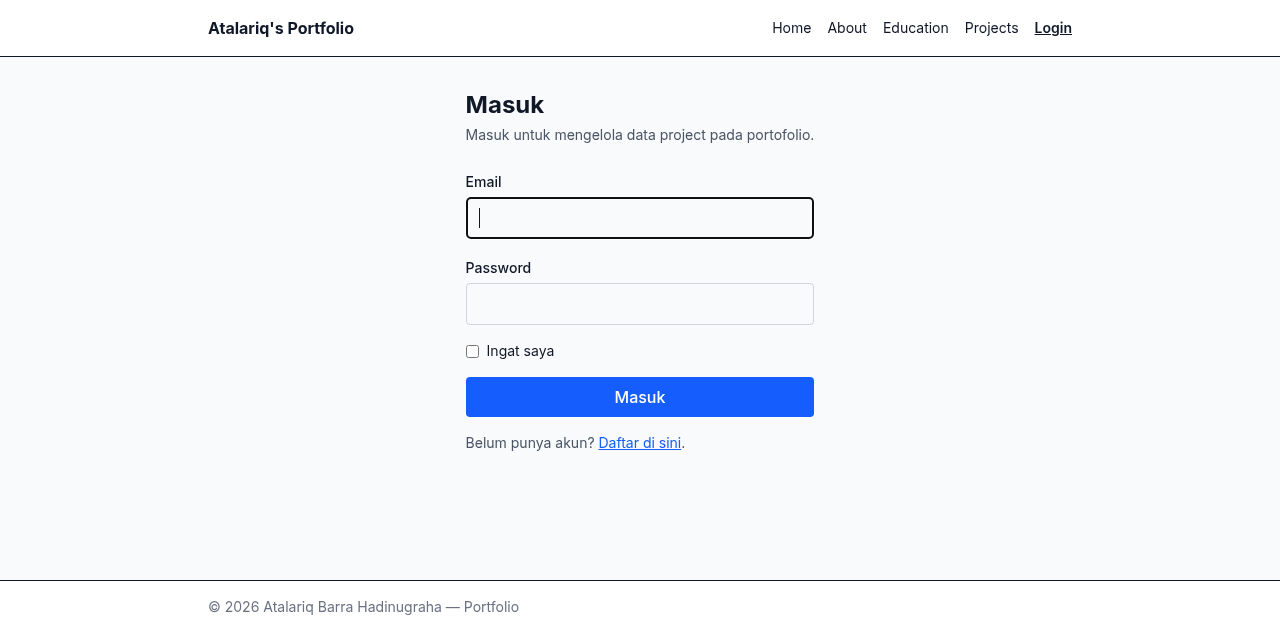 Atalariq's Portfolio
Home About Education Projects Login
Masuk
Masuk untuk mengelola data project pada portofolio.
Email
Password
Ingat saya
Masuk
Belum punya akun? Daftar di sini.
© 2026 Atalariq Barra Hadinugraha — Portfolio